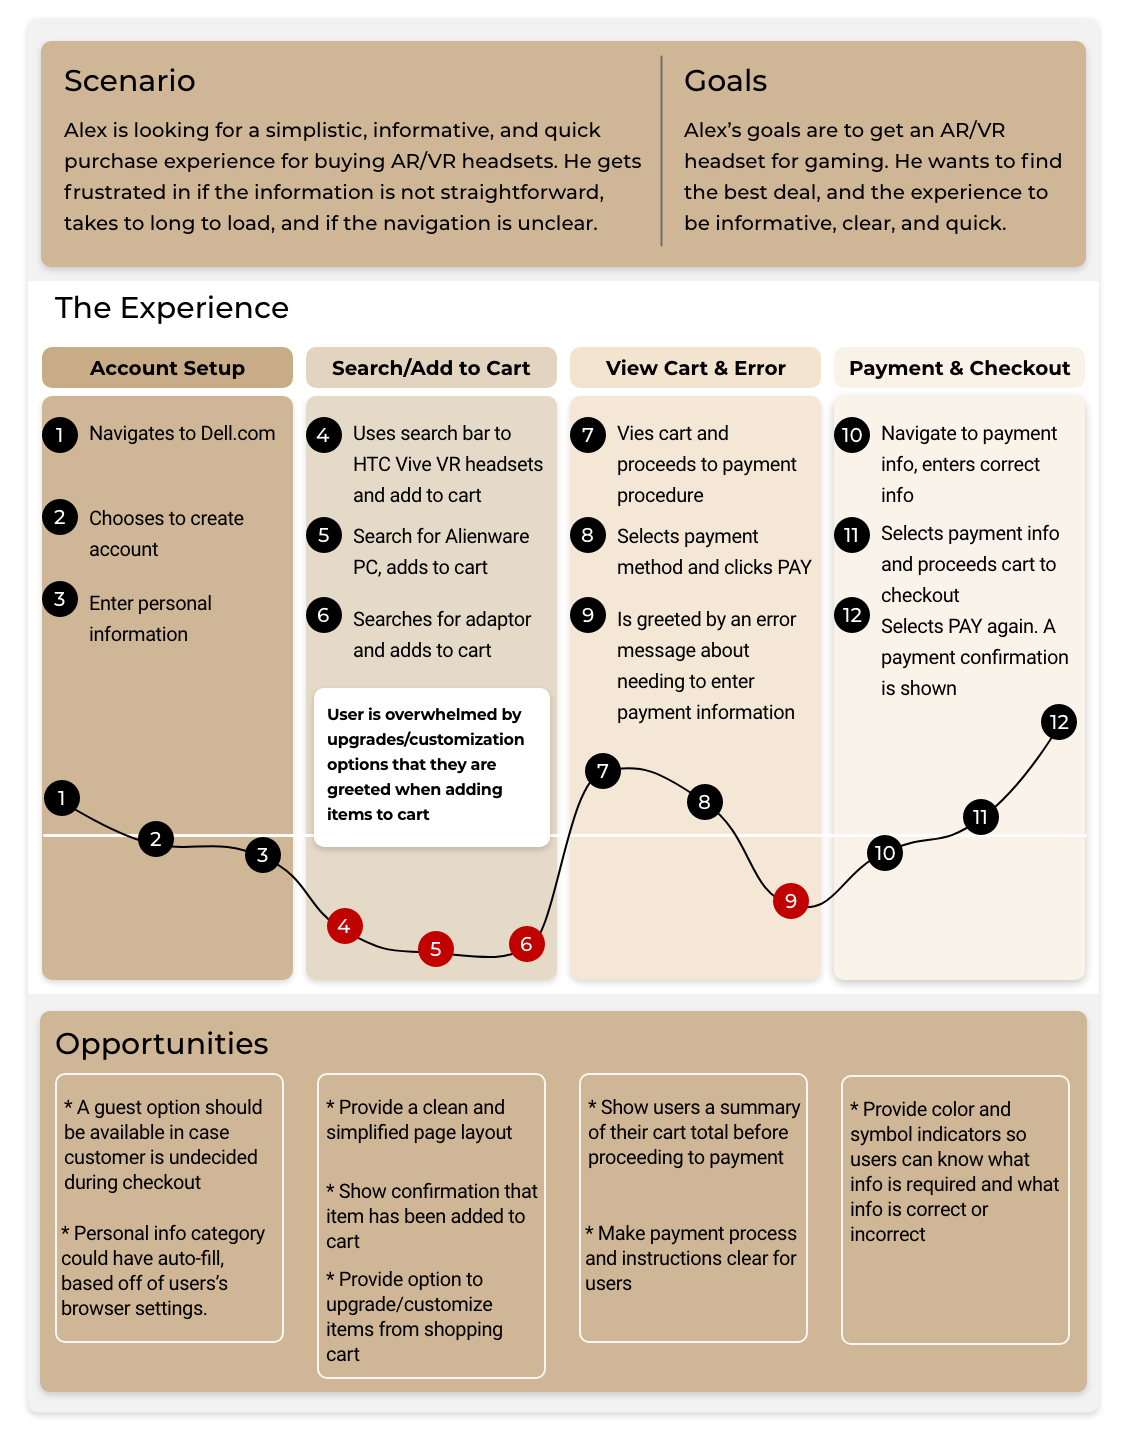 Scenario
Alex is looking for a simplistic, informative, and quick
purchase experience for buying AR/VR headsets. He gets
frustrated in if the information is not straightforward,
takes to long to load, and if the navigation is unclear.
Goals
Alex’s goals are to get an AR/VR
headset for gaming. He wants to find
the best deal, and the experience to
be informative, clear, and quick.
The Experience
Account Setup
1 Navigates to Dell.com
2 Chooses to create
account
3 Enter personal
information
Search/Add to Cart
4 Uses search bar to
HTC Vive VR headsets
and add to cart
5 Search for Alienware
PC, adds to cart
6 Searches for adaptor
and adds to cart
User is overwhelmed by
upgrades/customization
options that they are
greeted when adding
items to cart
View Cart & Error
7 Vies cart and
proceeds to payment
procedure
8 Selects payment
method and clicks PAY
9 Is greeted by an error
message about
needing to enter
payment information
Payment & Checkout
10 Navigate to payment
info, enters correct
info
11 Selects payment info
and proceeds cart to
checkout
12 Selects PAY again. A
payment confirmation
is shown
1
2
3
4
5
6
7
8
9
10
11
12
Opportunities
* A guest option should
be available in case
customer is undecided
during checkout
* Personal info category
could have auto-fill,
based off of users’s
browser settings.
* Provide a clean and
simplified page layout
* Show confirmation that
item has been added to
cart
* Provide option to
upgrade/customize
items from shopping
cart
* Show users a summary
of their cart total before
proceeding to payment
* Make payment process
and instructions clear for
users
* Provide color and
symbol indicators so
users can know what
info is required and what
info is correct or
incorrect